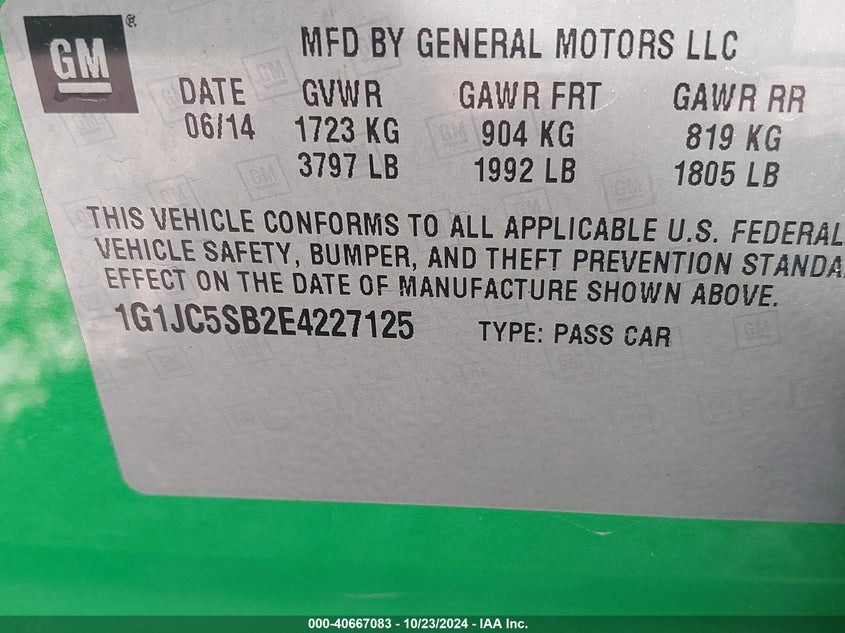 GM
®
MFD BY GENERAL MOTORS LLC
DATE GVWR GAWR FRT GAWR RR
06/14 1723 KG 904 KG 819 KG
3797 LB 1992 LB 1805 LB
THIS VEHICLE CONFORMS TO ALL APPLICABLE U.S. FEDERAL
VEHICLE SAFETY, BUMPER, AND THEFT PREVENTION STANDA
EFFECT ON THE DATE OF MANUFACTURE SHOWN ABOVE.
1G1JC5SB2E4227125 TYPE: PASS CAR
000-40667083 - 10/23/2024 - IAA Inc.